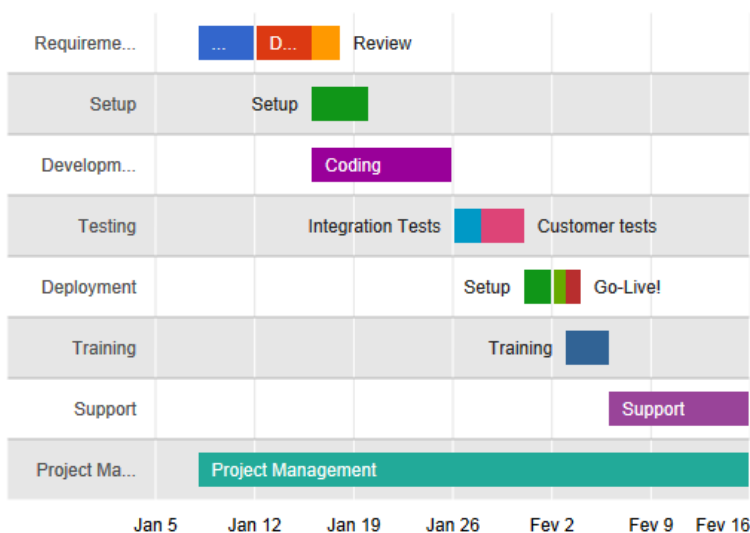 Requireme... ... D... Review
Setup Setup
Developm... Coding
Testing Integration Tests Customer tests
Deployment Setup Go-Live!
Training Training
Support Support
Project Ma... Project Management
Jan 5 Jan 12 Jan 19 Jan 26 Fev 2 Fev 9 Fev 16